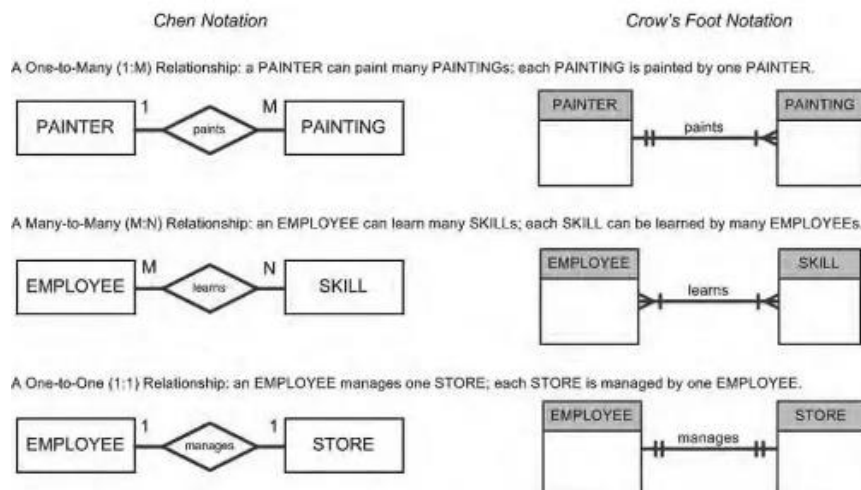 Chen Notation
Crow's Foot Notation
A One-to-Many (1:M) Relationship: a PAINTER can paint many PAINTINGs; each PAINTING is painted by one PAINTER.
PAINTER
1
paints
M
PAINTING
PAINTER
paints
PAINTING
A Many-to-Many (M:N) Relationship: an EMPLOYEE can learn many SKILLs; each SKILL can be learned by many EMPLOYEEs.
EMPLOYEE
M
learns
N
SKILL
EMPLOYEE
learns
SKILL
A One-to-One (1:1) Relationship: an EMPLOYEE manages one STORE; each STORE is managed by one EMPLOYEE.
EMPLOYEE
1
manages
1
STORE
EMPLOYEE
manages
STORE